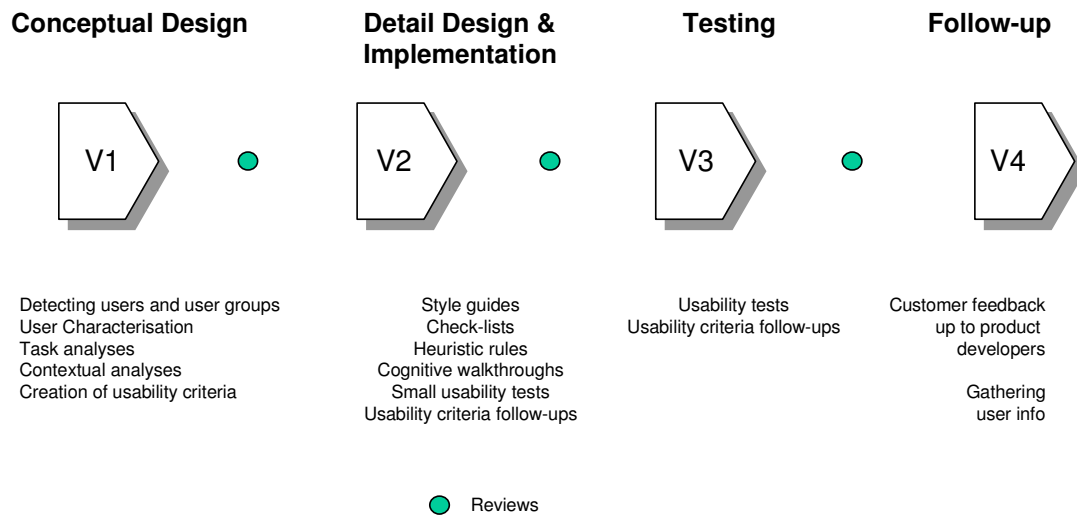 Conceptual Design
Detail Design &
Implementation
Testing
Follow-up
V1
V2
V3
V4
Detecting users and user groups
User Characterisation
Task analyses
Contextual analyses
Creation of usability criteria
Style guides
Check-lists
Heuristic rules
Cognitive walkthroughs
Small usability tests
Usability criteria follow-ups
Usability tests
Usability criteria follow-ups
Customer feedback
up to product
developers
Gathering
user info
Reviews